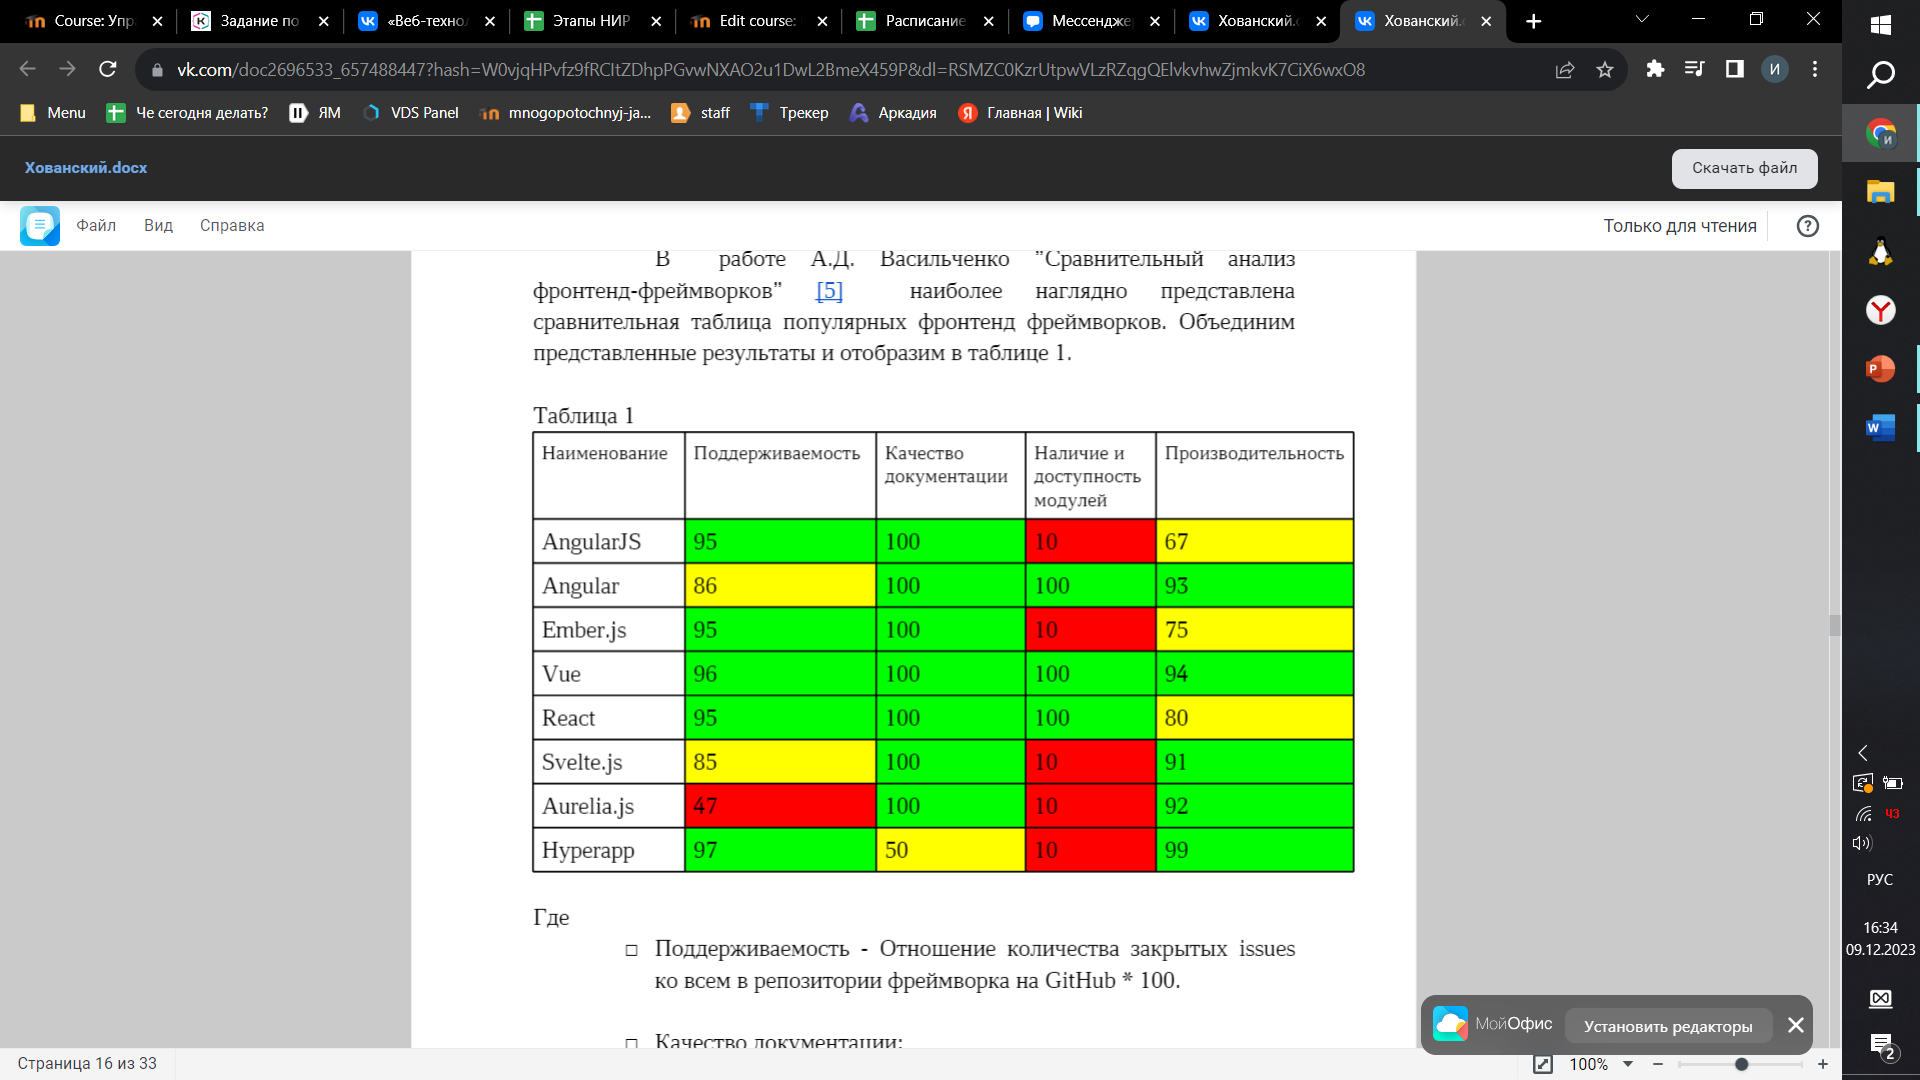 Course: Упр
Задание по
«Веб-техно
Этапы НИР
Edit course:
Расписание
Мессендже
Хованский.
Хованский.
vk.com/doc2696533_657488447?hash=W0vjqHPvfz9fRCItZDhpPGvwNXAO2u1DwL2BmeX459P&dl=RSMZC0KzrUtpwVLzRZqgQElvkvhwZjmkvK7CiX6wxO8
И
Menu
Че сегодня делать?
ЯМ
VDS Panel
mnogopotochnyj-ja...
staff
Трекер
Аркадия
Главная | Wiki
Хованский.docx
Скачать файл
Файл
Вид
Справка
Только для чтения
В работе А.Д. Васильченко "Сравнительный анализ
фронтенд-фреймворков” [5] наиболее наглядно представлена
сравнительная таблица популярных фронтенд фреймворков. Объединим
представленные результаты и отобразим в таблице 1.
Таблица 1
Наименование Поддерживаемость Качество документации Наличие и доступность модулей Производительность
AngularJS 95 100 10 67
Angular 86 100 100 93
Ember.js 95 100 10 75
Vue 96 100 100 94
React 95 100 100 80
Svelte.js 85 100 10 91
Aurelia.js 47 100 10 92
Hyperapp 97 50 10 99
Где
Поддерживаемость - Отношение количества закрытых issues
ко всем в репозитории фреймворка на GitHub * 100.
Качество документации:
МойОфис
Установить редакторы
Страница 16 из 33
100%
ЧЗ
РУС
16:34
09.12.2023
2